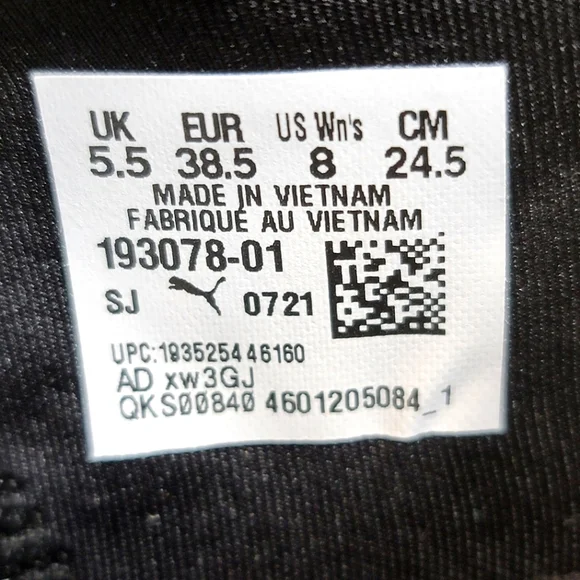 UK EUR US Wn's CM
5.5 38.5 8 24.5
MADE IN VIETNAM
FABRIQUÉ AU VIETNAM
193078-01
SJ 0721
UPC:193525446160
AD xw3GJ
QKS00840 4601205084_1